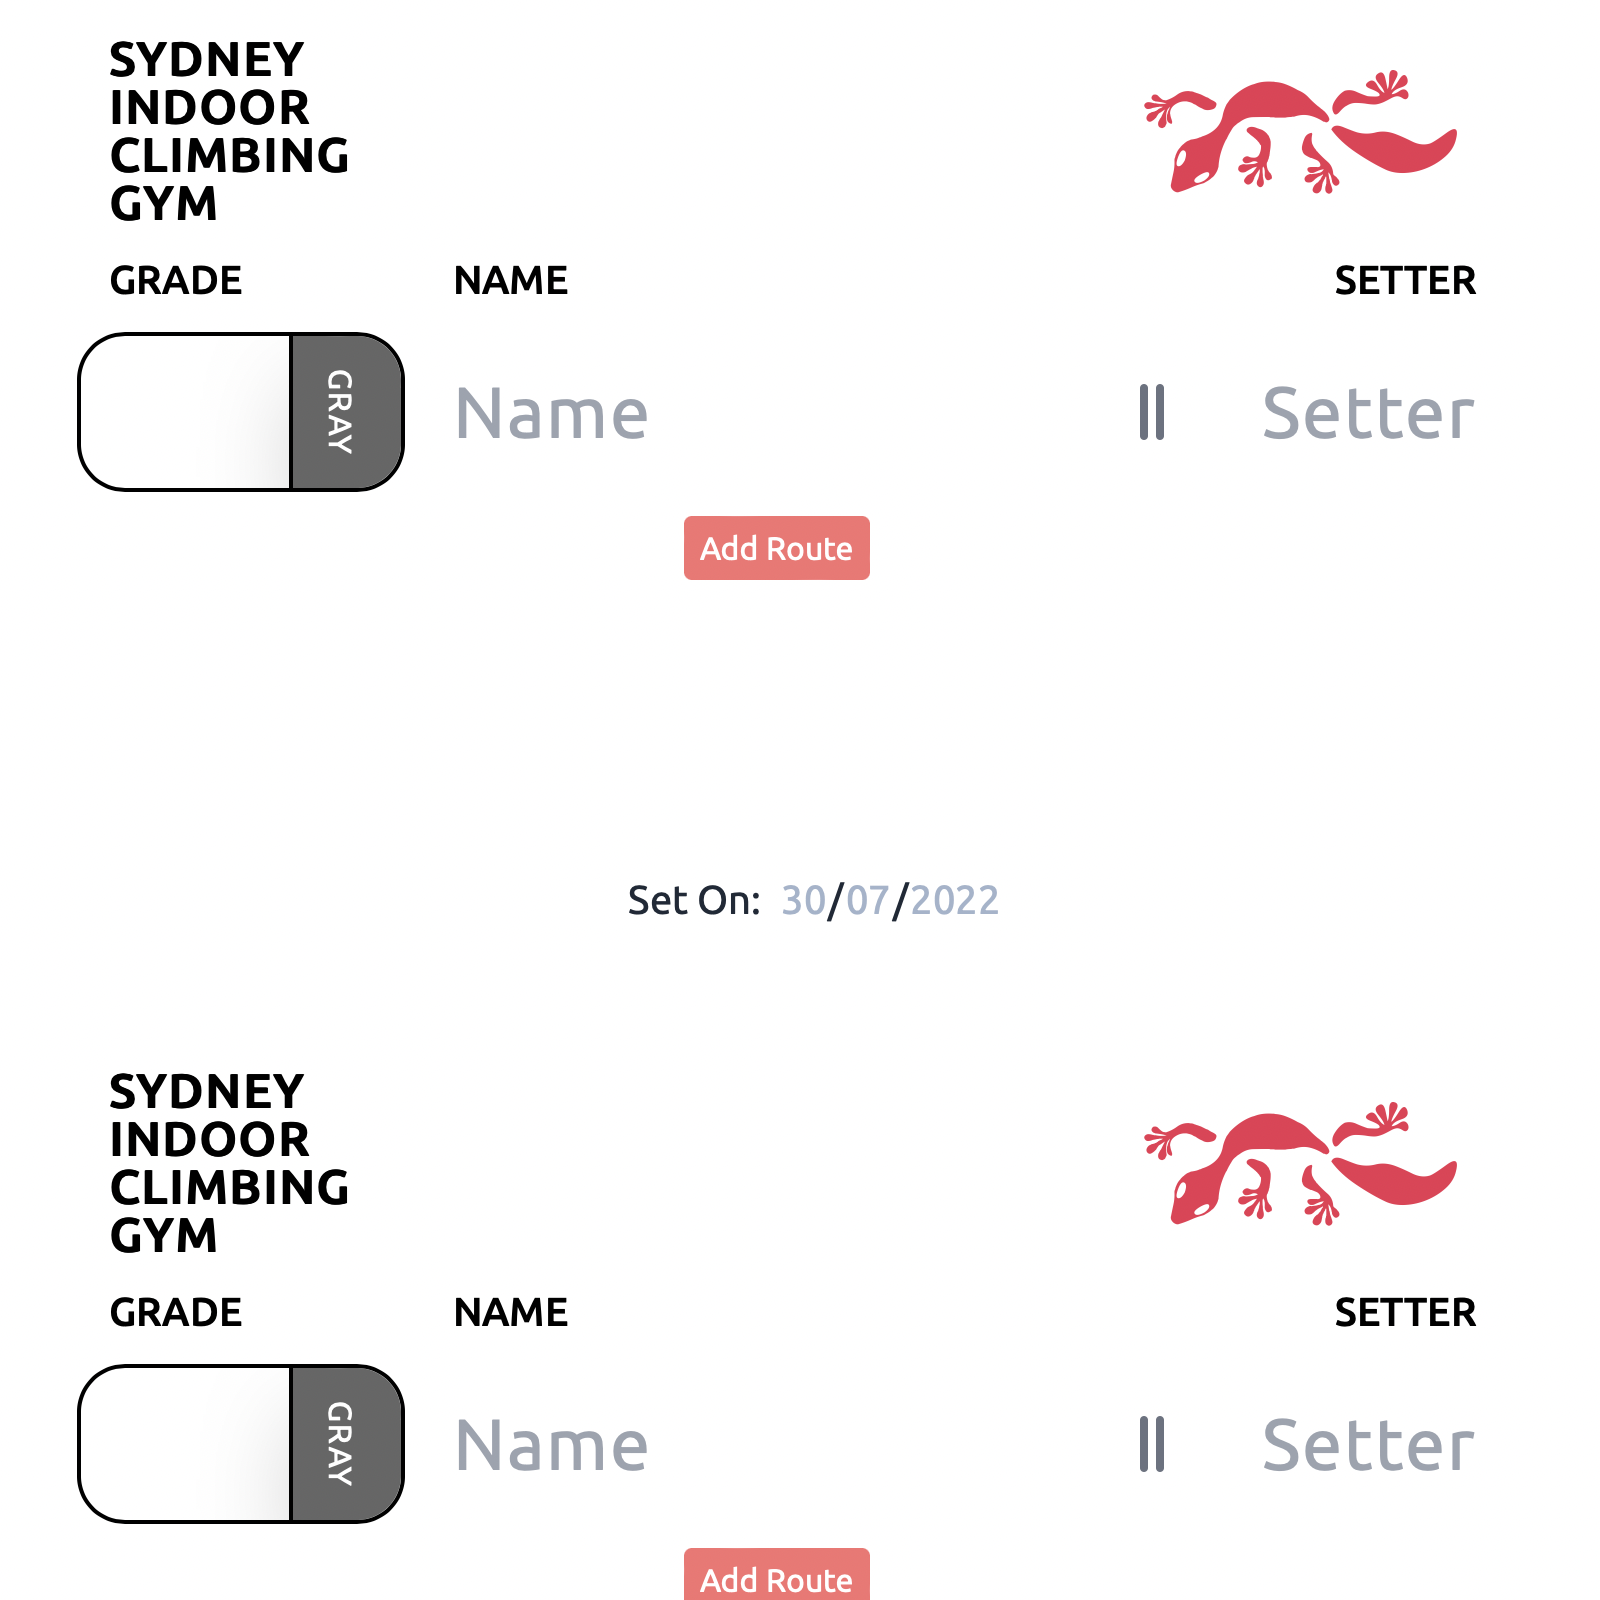 SYDNEY
INDOOR
CLIMBING
GYM
GRADE NAME SETTER
GRAY Name Setter
Add Route
Set On: 30/07/2022
SYDNEY
INDOOR
CLIMBING
GYM
GRADE NAME SETTER
GRAY Name Setter
Add Route